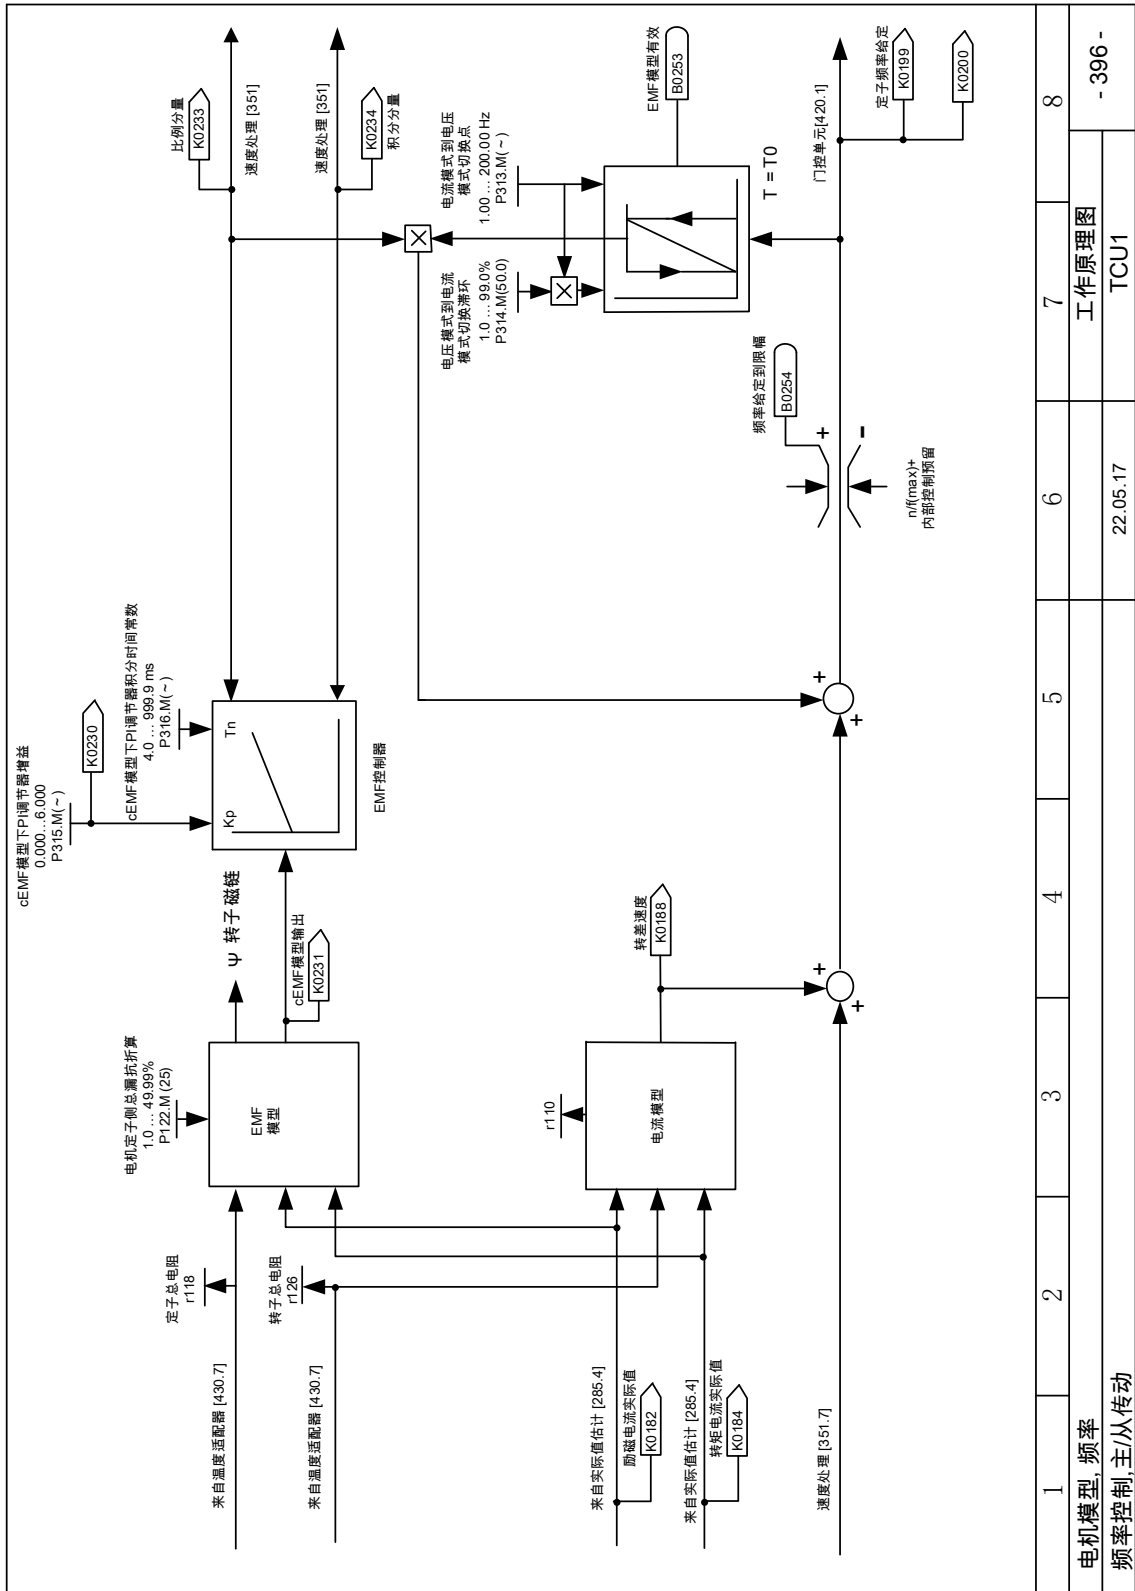 cEMF模型下PI调节器增益
0.000…6.000
P315.M(~)
K0230
cEMF模型下PI调节器积分时间常数
4.0 … 999.9 ms
P316.M(~)
比例分量
K0233
速度处理 [351]
速度处理 [351]
K0234
积分分量
Kp
Tn
EMF控制器
电机定子侧总漏抗折算
1.0 … 49.99%
P122.M (25)
Ψ 转子磁链
cEMF模型输出
K0231
EMF
模型
定子总电阻
r118
转子总电阻
r126
来自温度适配器 [430.7]
来自温度适配器 [430.7]
电压模式到电流
模式切换滞环
1.0 … 99.0%
P314.M(50.0)
电流模式到电压
模式切换点
1.00 … 200.00 Hz
P313.M(~)
EMF模型有效
B0253
T = T0
r110
电流模型
转差速度
K0188
来自实际值估计 [285.4]
励磁电流实际值
K0182
来自实际值估计 [285.4]
转矩电流实际值
K0184
频率给定到限幅
B0254
+
-
n/f(max)+
内部控制预留
门控单元[420.1]
定子频率给定
K0199
K0200
速度处理 [351.7]
+
+
+
+
1 2 3 4 5 6 7 8
电机模型, 频率
工作原理图
- 396 -
频率控制,主/从传动
22.05.17
TCU1